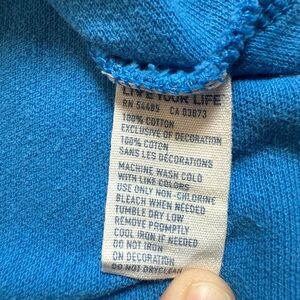 LIVE YOUR LIFE
RN 54485 CA 03873
100% COTTON
EXCLUSIVE OF DECORATION
100% COTON
SANS LES DÉCORATIONS
MACHINE WASH COLD
WITH LIKE COLORS
USE ONLY NON-CHLORINE
BLEACH WHEN NEEDED
TUMBLE DRY LOW
REMOVE PROMPTLY
COOL IRON IF NEEDED
DO NOT IRON
ON DECORATION
DO NOT DRYCLEAN